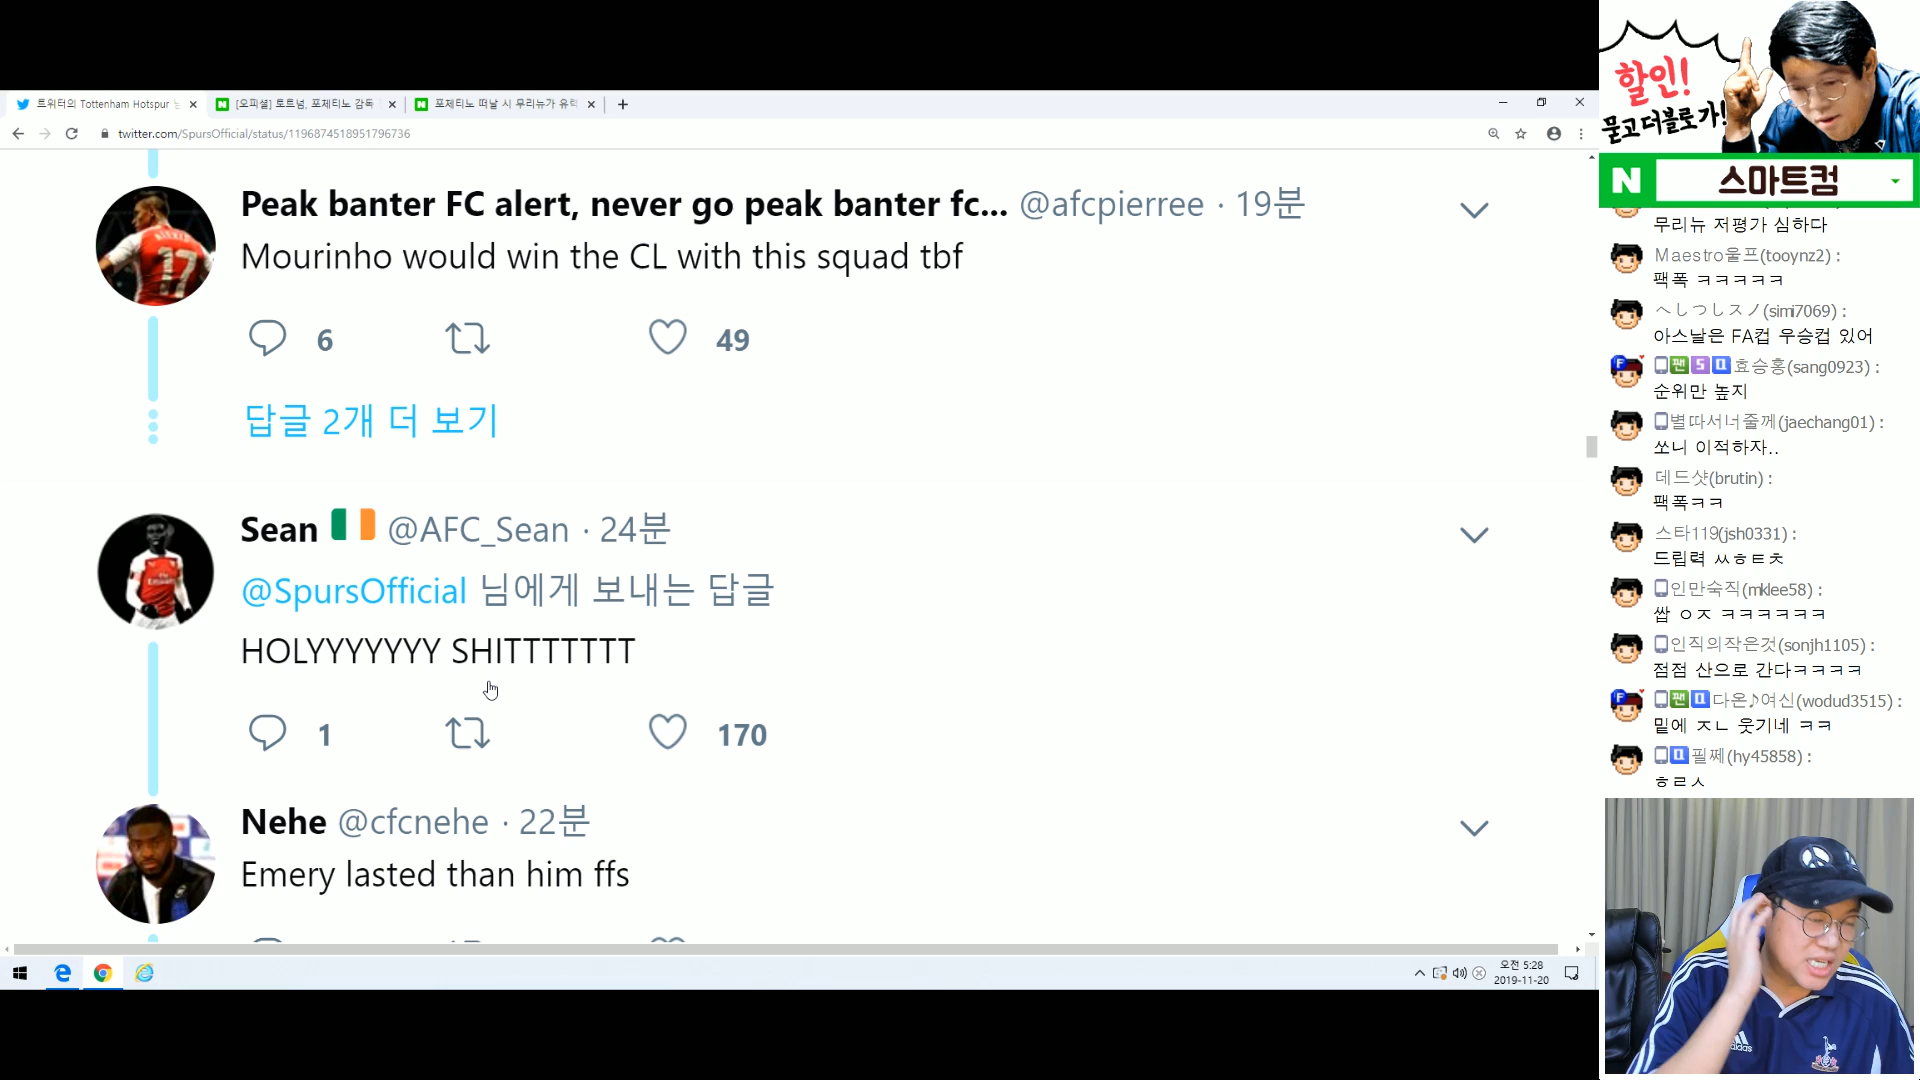 트위터의 Tottenham Hotspur
[오피셜] 토트넘, 포체티노 감독
포체티노 떠날 시 무리뉴가 유력
twitter.com/SpursOfficial/status/1196874518951796736
Peak banter FC alert, never go peak banter fc... @afcpierree · 19분
Mourinho would win the CL with this squad tbf
6 49
답글 2개 더 보기
Sean @AFC_Sean · 24분
@SpursOfficial 님에게 보내는 답글
HOLYYYYYYY SHITTTTTTT
1 170
Nehe @cfcnehe · 22분
Emery lasted than him ffs
오전 5:28
2019-11-20
할인!
묻고 더블로 가!
N 스마트컴
무리뉴 저평가 심하다
Maestro울프(tooynz2) :
팩폭 ㅋㅋㅋㅋㅋ
へしつしスノ(simi7069) :
아스날은 FA컵 우승컵 있어
F 팬 S Q 효승홍(sang0923) :
순위만 높지
별따서너줄께(jaechang01) :
쏘니 이적하자..
데드샷(brutin) :
팩폭ㅋㅋ
스타119(jsh0331) :
드립력 ㅆㅎㅌㅊ
인만숙직(mklee58) :
쌉 ㅇㅈ ㅋㅋㅋㅋㅋㅋ
인직의작은것(sonjh1105) :
점점 산으로 간다ㅋㅋㅋㅋ
F 팬 Q 다온♪여신(wodud3515) :
밑에 ㅈㄴ 웃기네 ㅋㅋ
Q 필쩨(hy45858) :
ㅎㄹㅅ
adidas